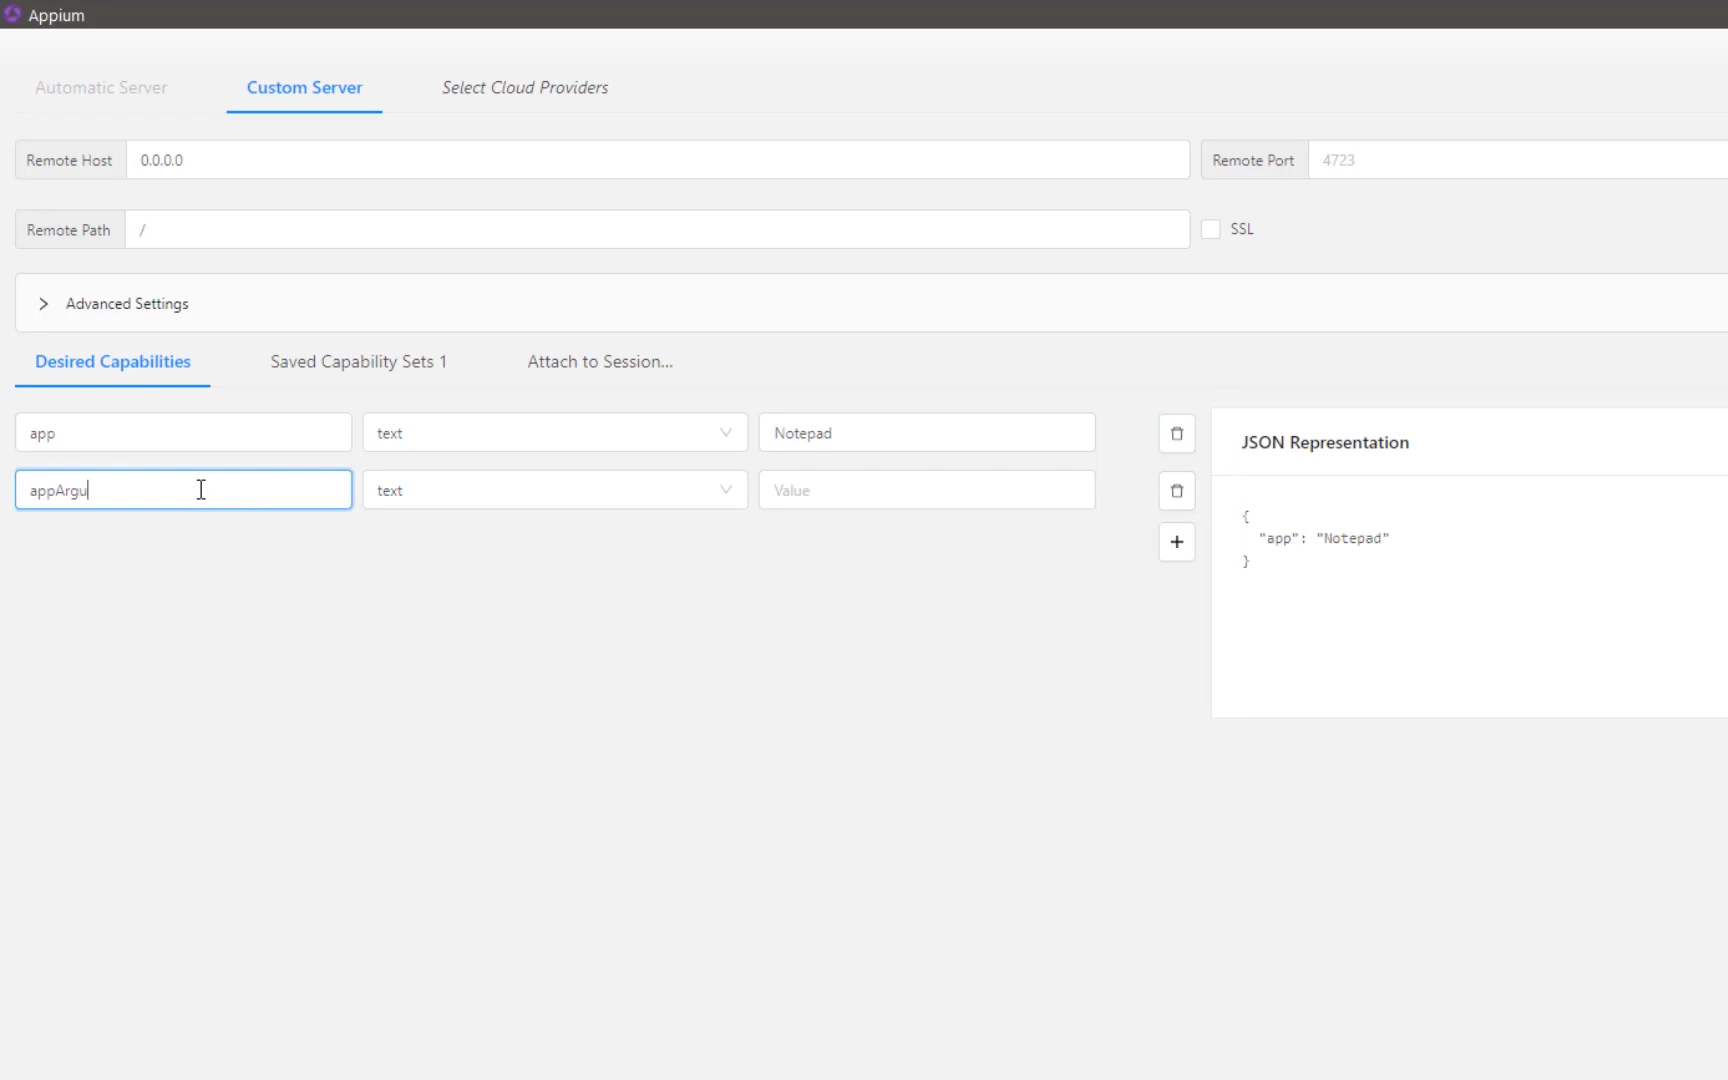 Appium
Automatic Server
Custom Server
Select Cloud Providers
Remote Host
0.0.0.0
Remote Port
4723
Remote Path
/
SSL
Advanced Settings
Desired Capabilities
Saved Capability Sets 1
Attach to Session...
app
text
Notepad
appArgu
text
Value
JSON Representation
{
"app": "Notepad"
}